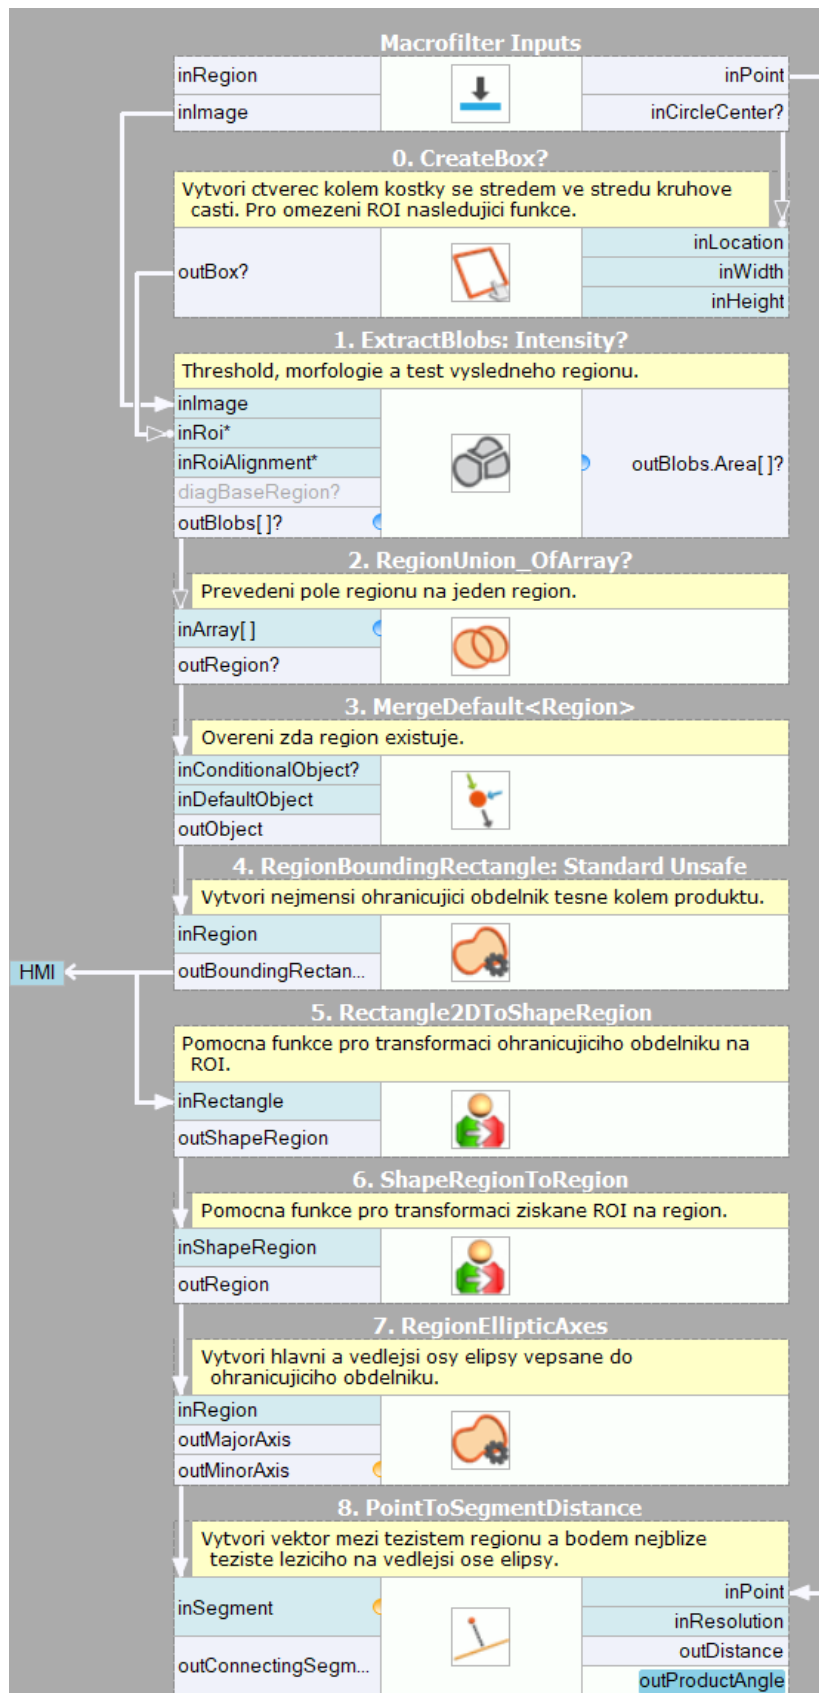 Macrofilter Inputs
inRegion
inPoint
inImage
inCircleCenter?
0. CreateBox?
Vytvori ctverec kolem kostky se stredem ve stredu kruhove
casti. Pro omezeni ROI nasledujici funkce.
inLocation
outBox?
inWidth
inHeight
1. ExtractBlobs: Intensity?
Threshold, morfologie a test vysledneho regionu.
inImage
inRoi*
inRoiAlignment*
outBlobs.Area[ ]?
diagBaseRegion?
outBlobs[ ]?
2. RegionUnion_OfArray?
Prevedeni pole regionu na jeden region.
inArray[ ]
outRegion?
3. MergeDefault<Region>
Overeni zda region existuje.
inConditionalObject?
inDefaultObject
outObject
4. RegionBoundingRectangle: Standard Unsafe
Vytvori nejmensi ohranicujici obdelnik tesne kolem produktu.
inRegion
HMI
outBoundingRectan...
5. Rectangle2DToShapeRegion
Pomocna funkce pro transformaci ohranicujiciho obdelniku na
ROI.
inRectangle
outShapeRegion
6. ShapeRegionToRegion
Pomocna funkce pro transformaci ziskane ROI na region.
inShapeRegion
outRegion
7. RegionEllipticAxes
Vytvori hlavni a vedlejsi osy elipsy vepsane do
ohranicujiciho obdelniku.
inRegion
outMajorAxis
outMinorAxis
8. PointToSegmentDistance
Vytvori vektor mezi tezistem regionu a bodem nejblize
teziste leziciho na vedlejsi ose elipsy.
inPoint
inSegment
inResolution
outDistance
outConnectingSegm...
outProductAngle